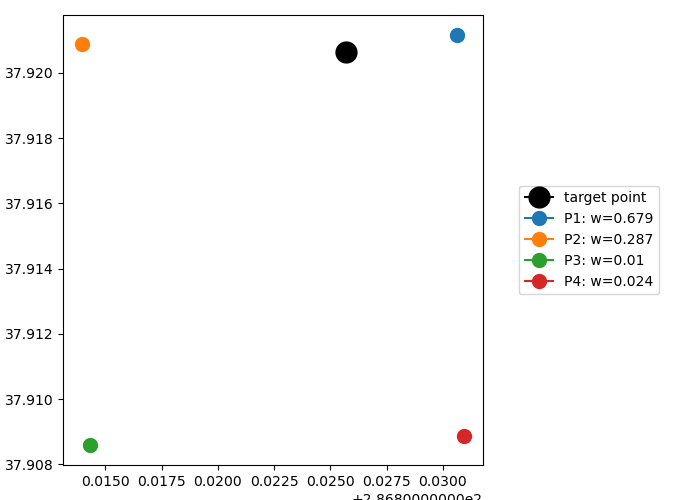 37.920
37.918
37.916
37.914
37.912
37.910
37.908
0.0150 0.0175 0.0200 0.0225 0.0250 0.0275 0.0300
+2.8680000000e2
target point
P1: w=0.679
P2: w=0.287
P3: w=0.01
P4: w=0.024